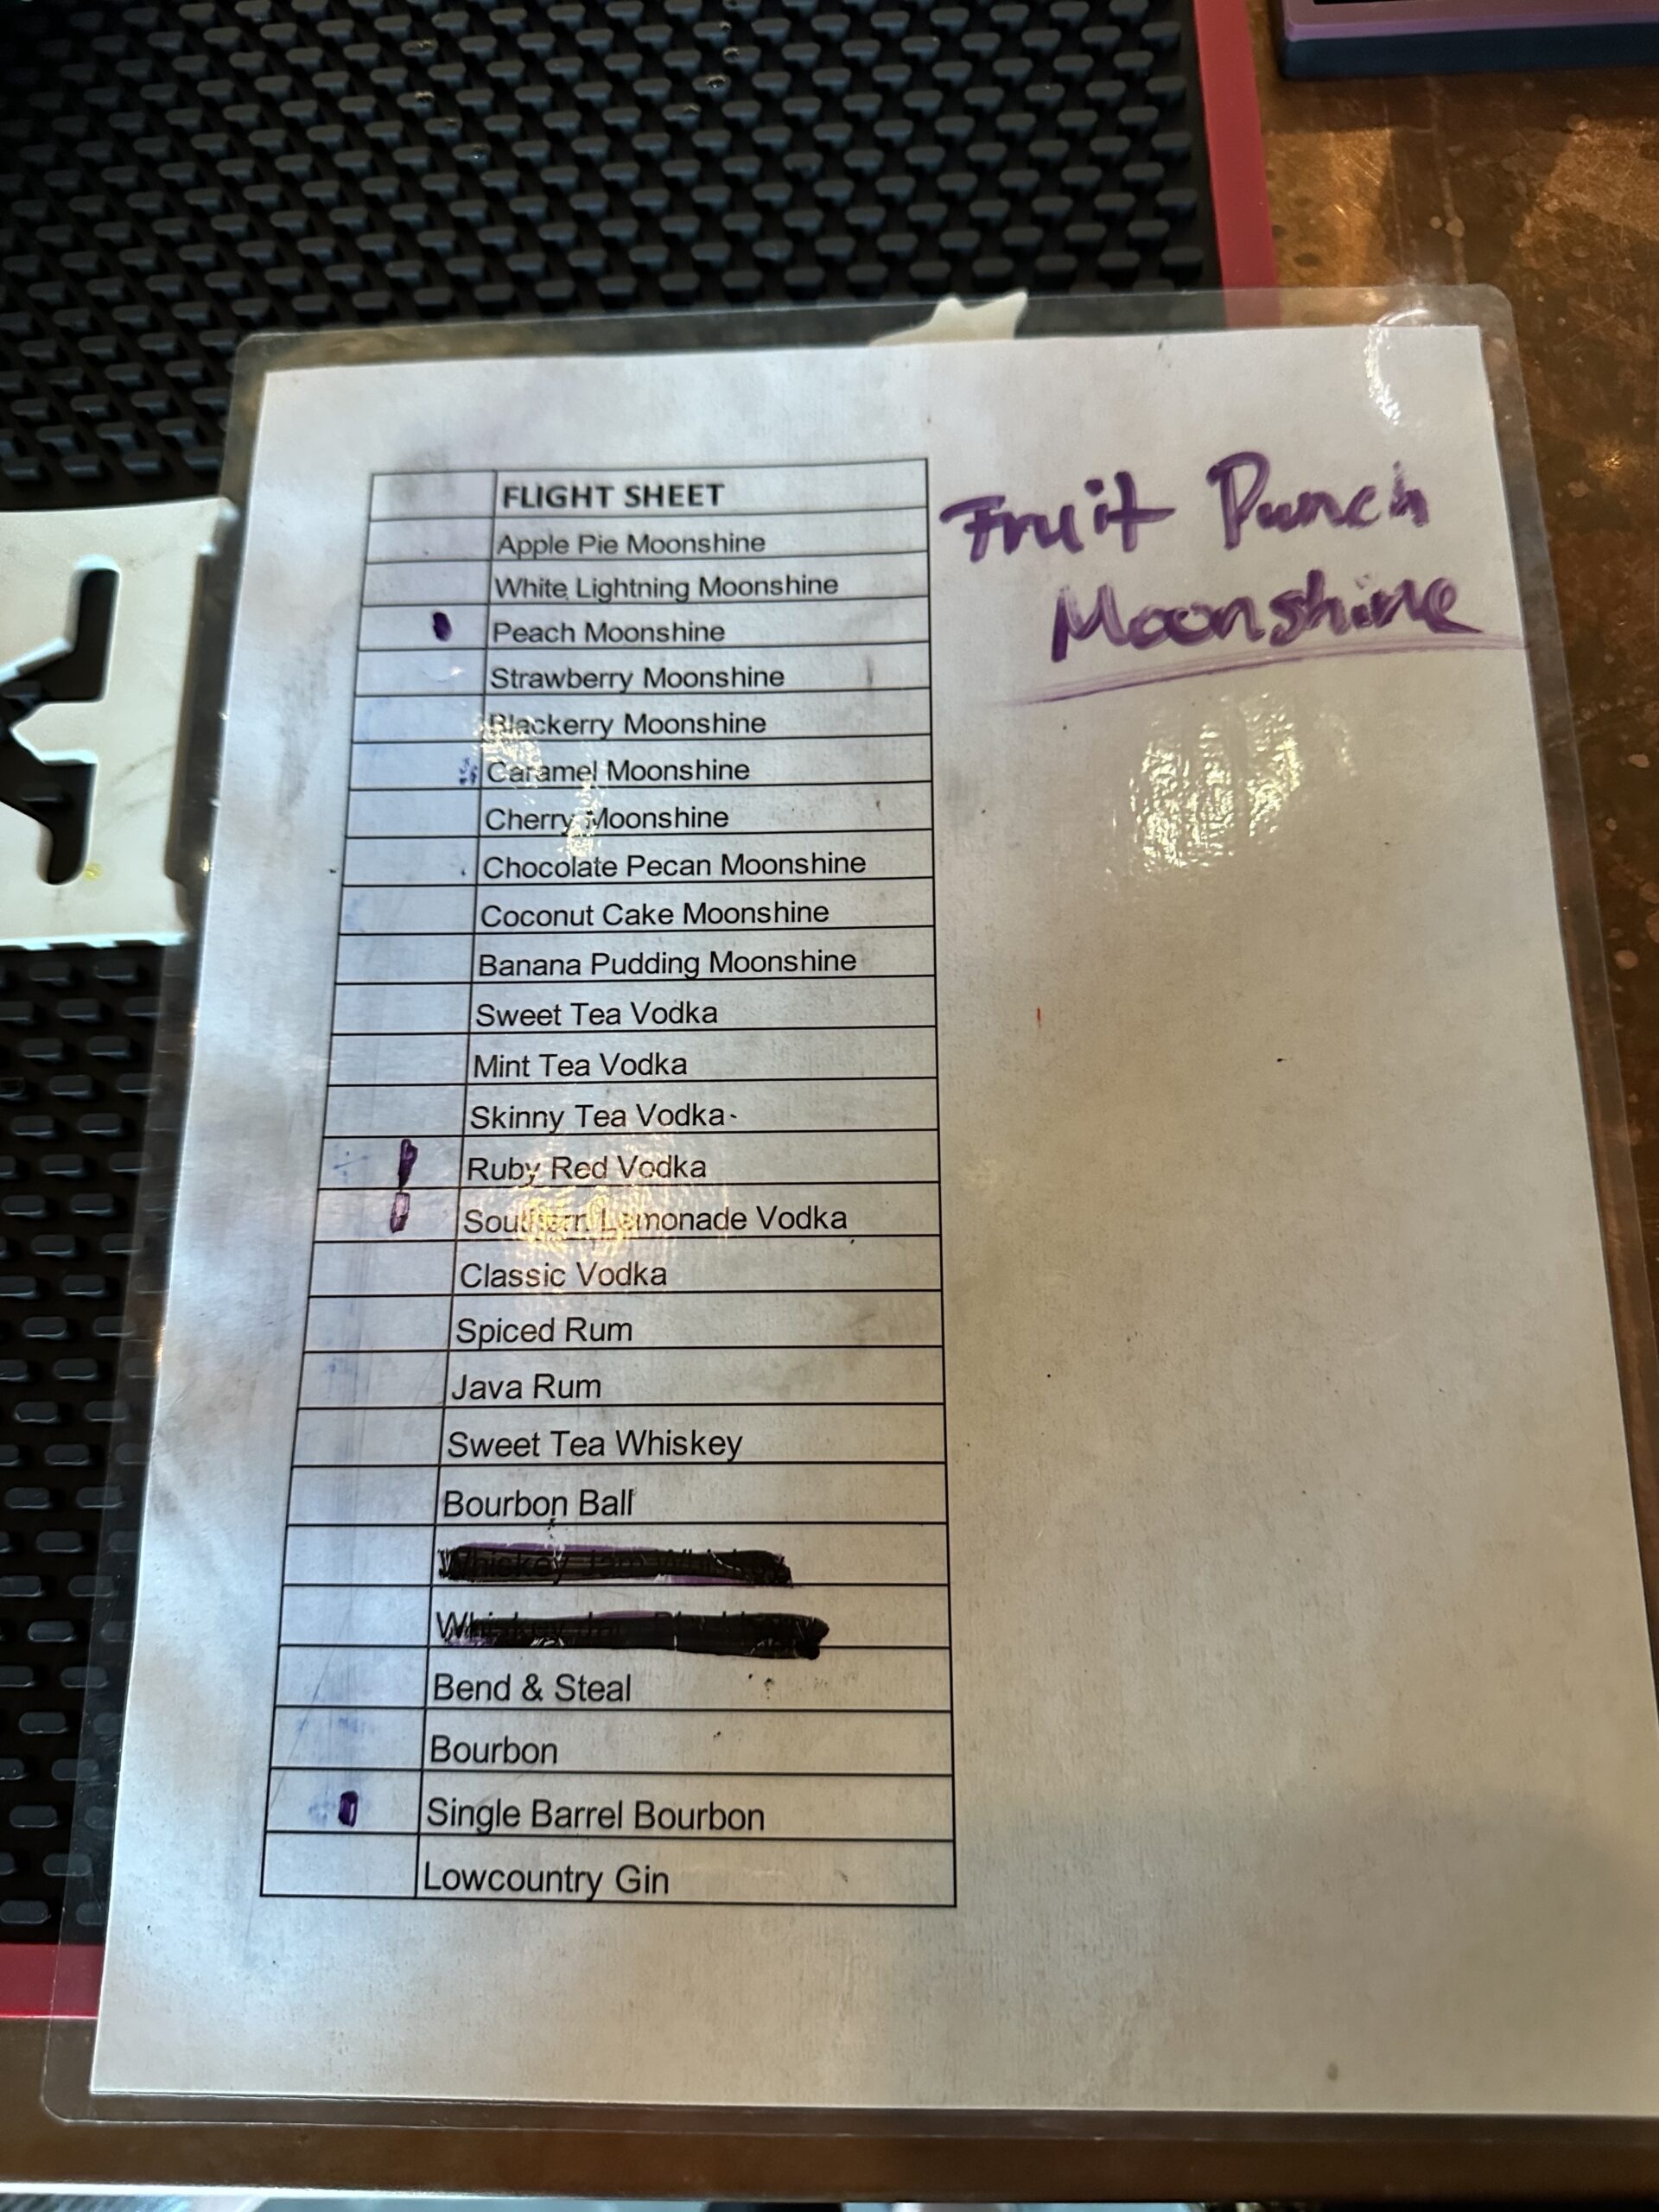 FLIGHT SHEET
Apple Pie Moonshine
White Lightning Moonshine
Peach Moonshine
Strawberry Moonshine
Blackerry Moonshine
Caramel Moonshine
Cherry Moonshine
Chocolate Pecan Moonshine
Coconut Cake Moonshine
Banana Pudding Moonshine
Sweet Tea Vodka
Mint Tea Vodka
Skinny Tea Vodka
Ruby Red Vodka
Southern Lemonade Vodka
Classic Vodka
Spiced Rum
Java Rum
Sweet Tea Whiskey
Bourbon Ball
Whiskey
Whiskey
Bend & Steal
Bourbon
Single Barrel Bourbon
Lowcountry Gin
Fruit Punch
Moonshine